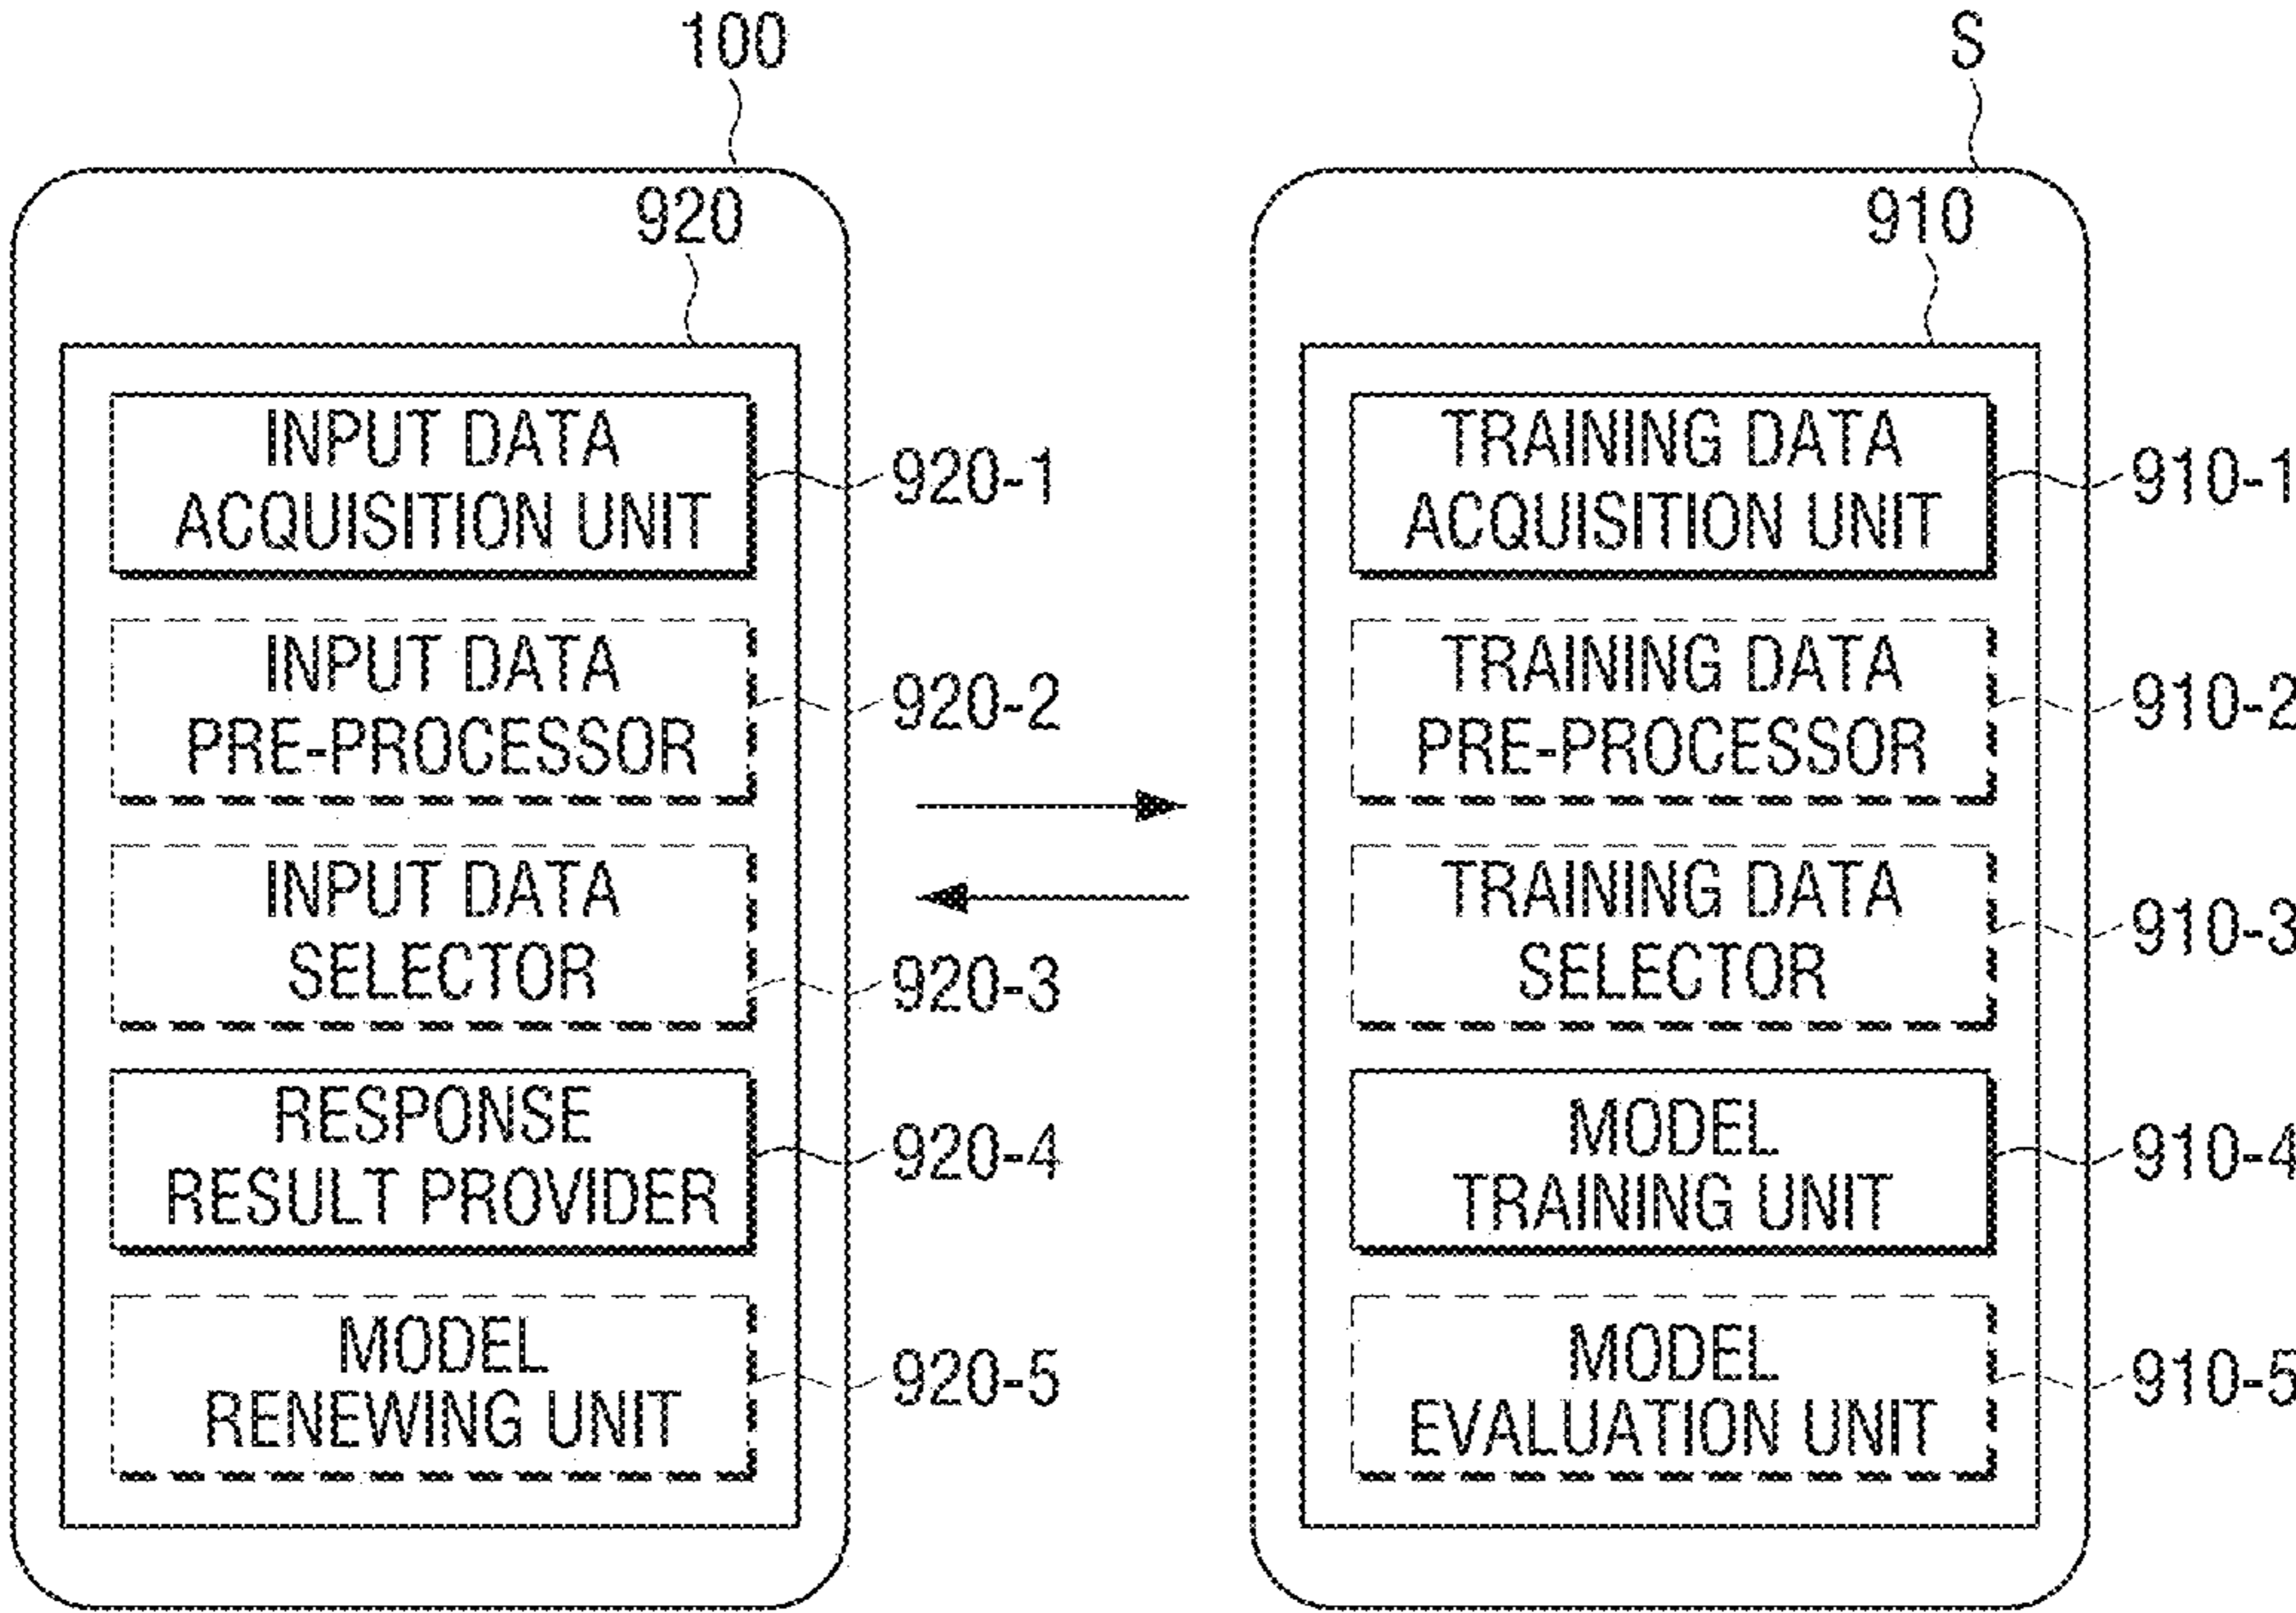 100
920
INPUT DATA
ACQUISITION UNIT
920-1
INPUT DATA
PRE-PROCESSOR
920-2
INPUT DATA
SELECTOR
920-3
RESPONSE
RESULT PROVIDER
920-4
MODEL
RENEWING UNIT
920-5
S
910
TRAINING DATA
ACQUISITION UNIT
910-1
TRAINING DATA
PRE-PROCESSOR
910-2
TRAINING DATA
SELECTOR
910-3
MODEL
TRAINING UNIT
910-4
MODEL
EVALUATION UNIT
910-5